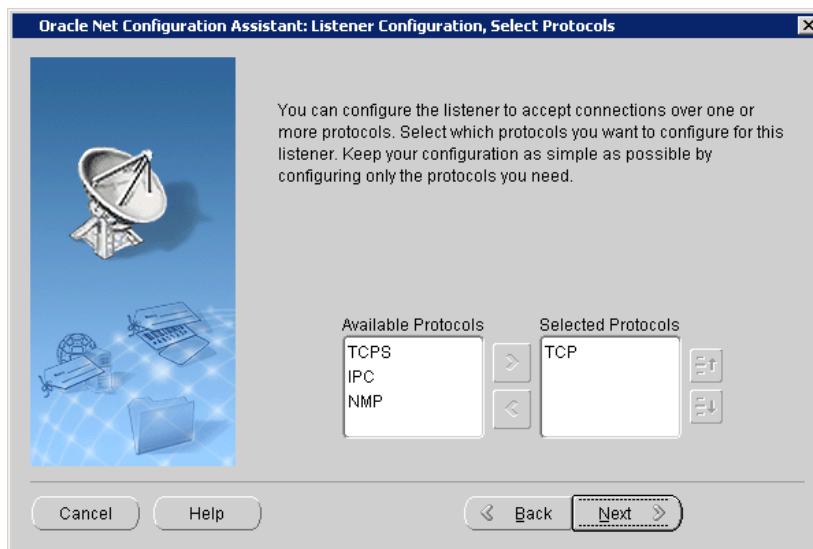 Oracle Net Configuration Assistant: Listener Configuration, Select Protocols
You can configure the listener to accept connections over one or
more protocols. Select which protocols you want to configure for this
listener. Keep your configuration as simple as possible by
configuring only the protocols you need.
Available Protocols
TCPS
IPC
NMP
Selected Protocols
TCP
Cancel
Help
Back
Next